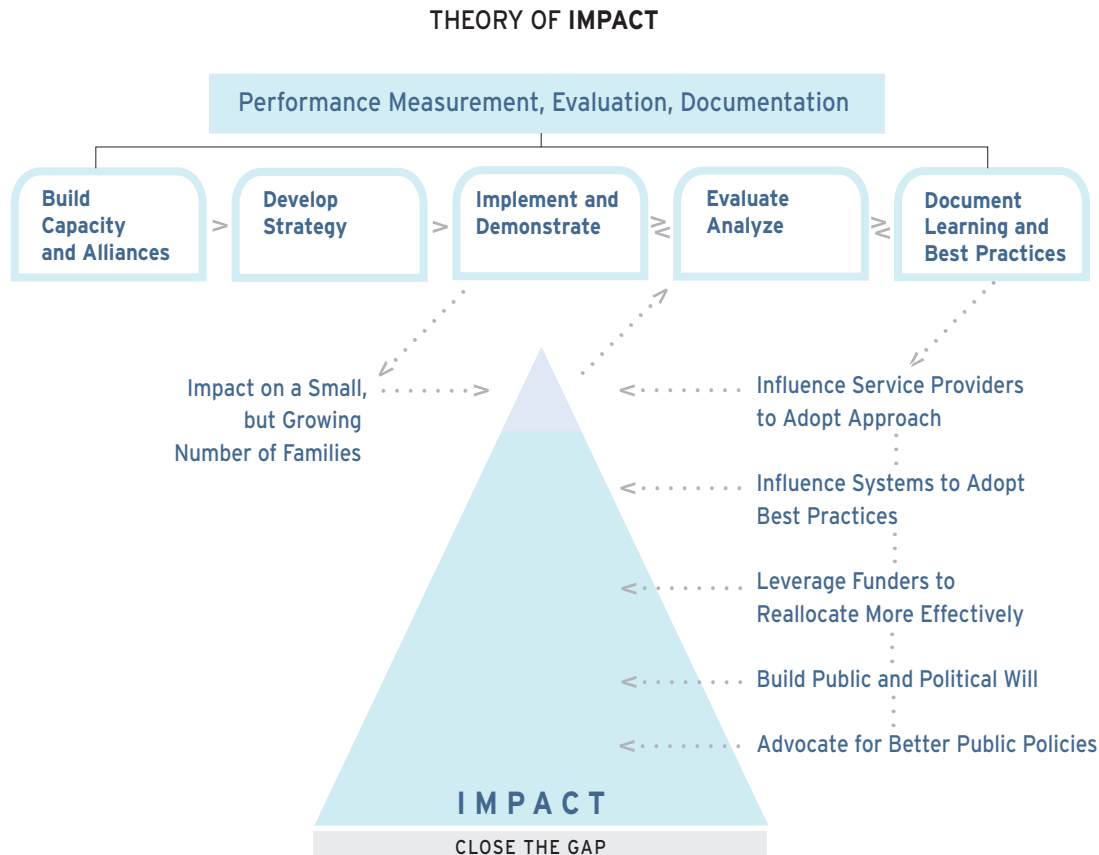 THEORY OF IMPACT
Performance Measurement, Evaluation, Documentation
Build
Capacity
and Alliances
>
Develop
Strategy
>
Implement and
Demonstrate
>
<
Evaluate
Analyze
>
<
Document
Learning and
Best Practices
Impact on a Small,
but Growing
Number of Families
Influence Service Providers
to Adopt Approach
Influence Systems to Adopt
Best Practices
Leverage Funders to
Reallocate More Effectively
Build Public and Political Will
Advocate for Better Public Policies
IMPACT
CLOSE THE GAP